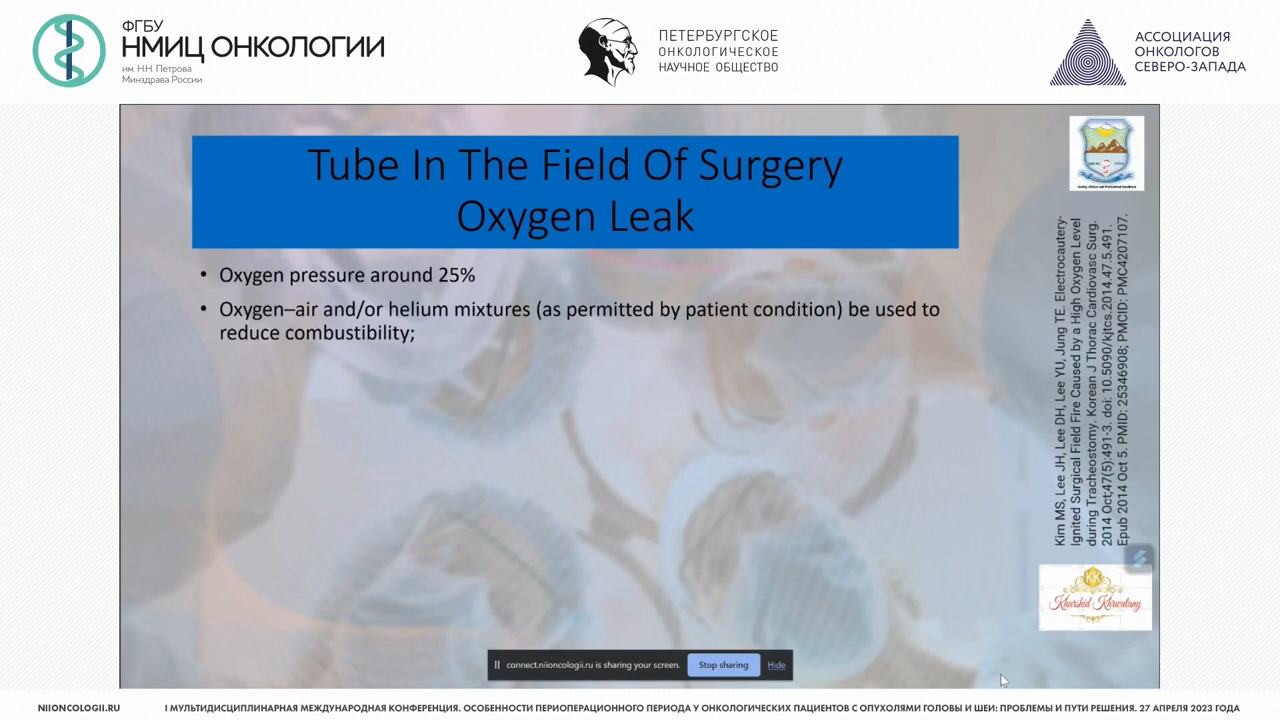 ФГБУ
НМИЦ ОНКОЛОГИИ
им. Н.Н. Петрова
Минздрава России
ПЕТЕРБУРГСКОЕ
ОНКОЛОГИЧЕСКОЕ
НАУЧНОЕ ОБЩЕСТВО
АССОЦИАЦИЯ
ОНКОЛОГОВ
СЕВЕРО-ЗАПАДА
Tube In The Field Of Surgery
Oxygen Leak
• Oxygen pressure around 25%
• Oxygen–air and/or helium mixtures (as permitted by patient condition) be used to
reduce combustibility;
Kim MS, Lee JH, Lee DH, Lee YU, Jung TE. Electrocautery-
Ignited Surgical Field Fire Caused by a High Oxygen Level
during Tracheostomy. Korean J Thorac Cardiovasc Surg.
2014 Oct;47(5):491-3. doi: 10.5090/kjtcs.2014.47.5.491.
Epub 2014 Oct 5. PMID: 25346908; PMCID: PMC4207107.
KK
Khurshid Khirwatany
connect.niioncologii.ru is sharing your screen.
Stop sharing
Hide
NIIONCOLOGII.RU
I МУЛЬТИДИСЦИПЛИНАРНАЯ МЕЖДУНАРОДНАЯ КОНФЕРЕНЦИЯ. ОСОБЕННОСТИ ПЕРИОПЕРАЦИОННОГО ПЕРИОДА У ОНКОЛОГИЧЕСКИХ ПАЦИЕНТОВ С ОПУХОЛЯМИ ГОЛОВЫ И ШЕИ: ПРОБЛЕМЫ И ПУТИ РЕШЕНИЯ. 27 АПРЕЛЯ 2023 ГОДА